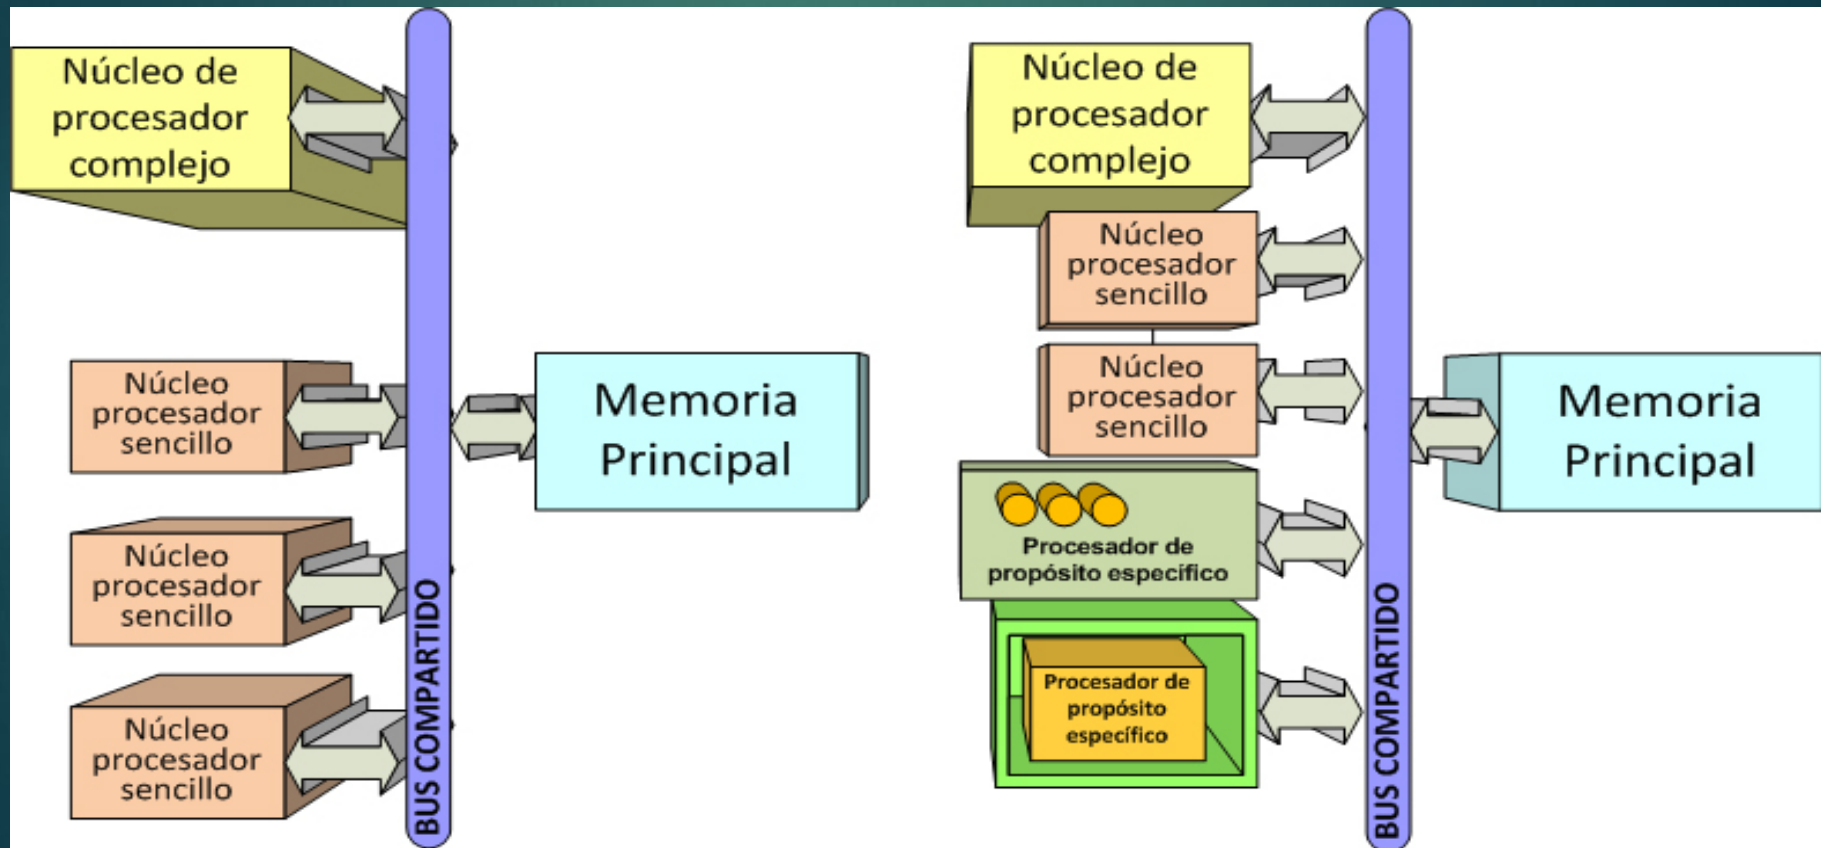 Núcleo de
procesador
complejo
Núcleo
procesador
sencillo
Núcleo
procesador
sencillo
Núcleo
procesador
sencillo
BUS COMPARTIDO
Memoria
Principal
Núcleo de
procesador
complejo
Núcleo
procesador
sencillo
Núcleo
procesador
sencillo
Procesador de
propósito específico
Procesador de
propósito
específico
BUS COMPARTIDO
Memoria
Principal